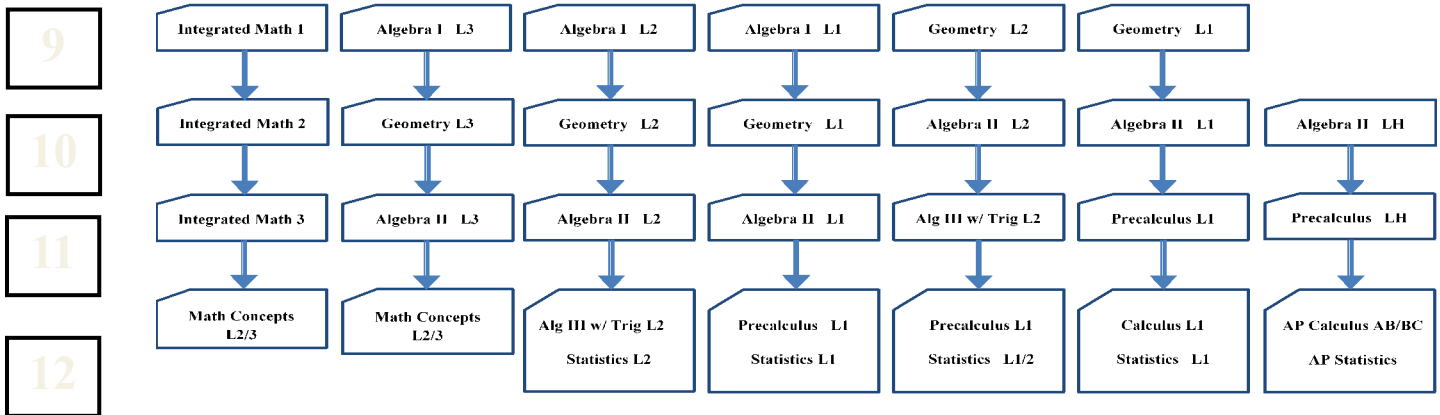 9
Integrated Math 1
Algebra I L3
Algebra I L2
Algebra I L1
Geometry L2
Geometry L1
10
Integrated Math 2
Geometry L3
Geometry L2
Geometry L1
Algebra II L2
Algebra II L1
Algebra II LH
11
Integrated Math 3
Algebra II L3
Algebra II L2
Algebra II L1
Alg III w/ Trig L2
Precalculus L1
Precalculus LH
12
Math Concepts
L2/3
Math Concepts
L2/3
Alg III w/ Trig L2
Statistics L2
Precalculus L1
Statistics L1
Precalculus L1
Statistics L1/2
Calculus L1
Statistics L1
AP Calculus AB/BC
AP Statistics